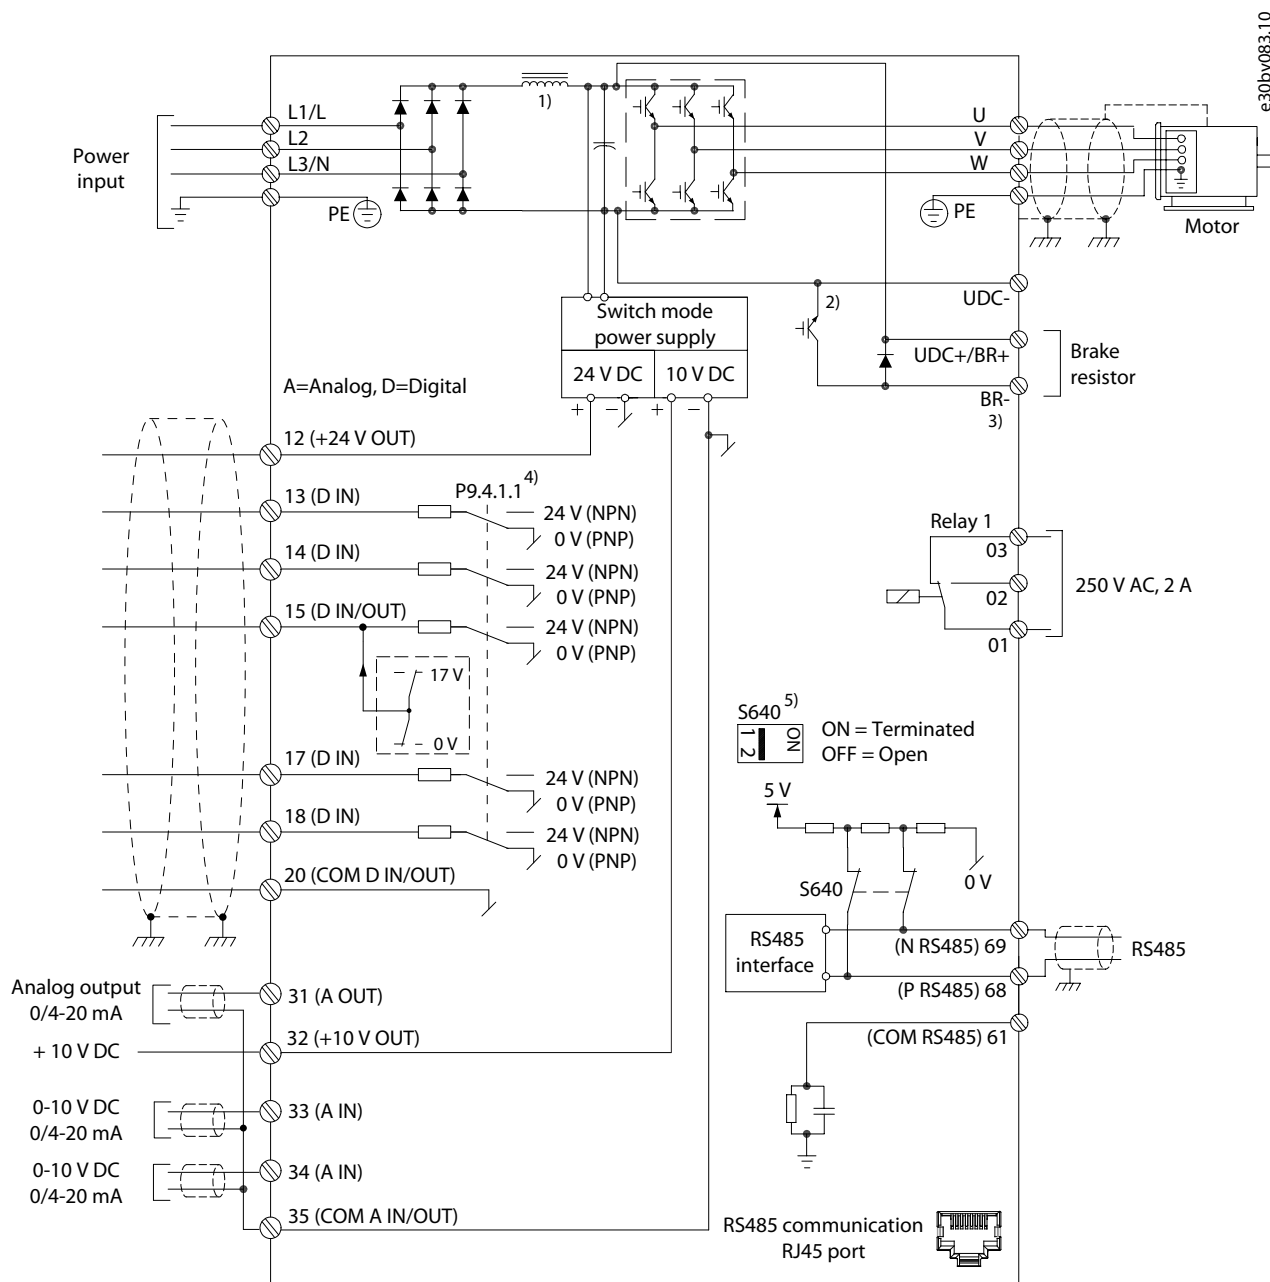 e30bv083.10
Power
input
L1/L
L2
L3/N
PE
1)
U
V
W
PE
Motor
UDC-
2)
Switch mode
power supply
24 V DC
10 V DC
+
−
+
−
UDC+/BR+
BR-
3)
Brake
resistor
A=Analog, D=Digital
12 (+24 V OUT)
13 (D IN)
P9.4.1.1 4)
24 V (NPN)
0 V (PNP)
14 (D IN)
24 V (NPN)
0 V (PNP)
15 (D IN/OUT)
24 V (NPN)
0 V (PNP)
17 V
0 V
17 (D IN)
24 V (NPN)
0 V (PNP)
18 (D IN)
24 V (NPN)
0 V (PNP)
20 (COM D IN/OUT)
Relay 1
03
02
01
250 V AC, 2 A
S640 5)
1 2
ON
ON = Terminated
OFF = Open
5 V
0 V
S640
RS485
interface
(N RS485) 69
(P RS485) 68
RS485
(COM RS485) 61
Analog output
0/4-20 mA
31 (A OUT)
+ 10 V DC
32 (+10 V OUT)
0-10 V DC
0/4-20 mA
33 (A IN)
0-10 V DC
0/4-20 mA
34 (A IN)
35 (COM A IN/OUT)
RS485 communication
RJ45 port